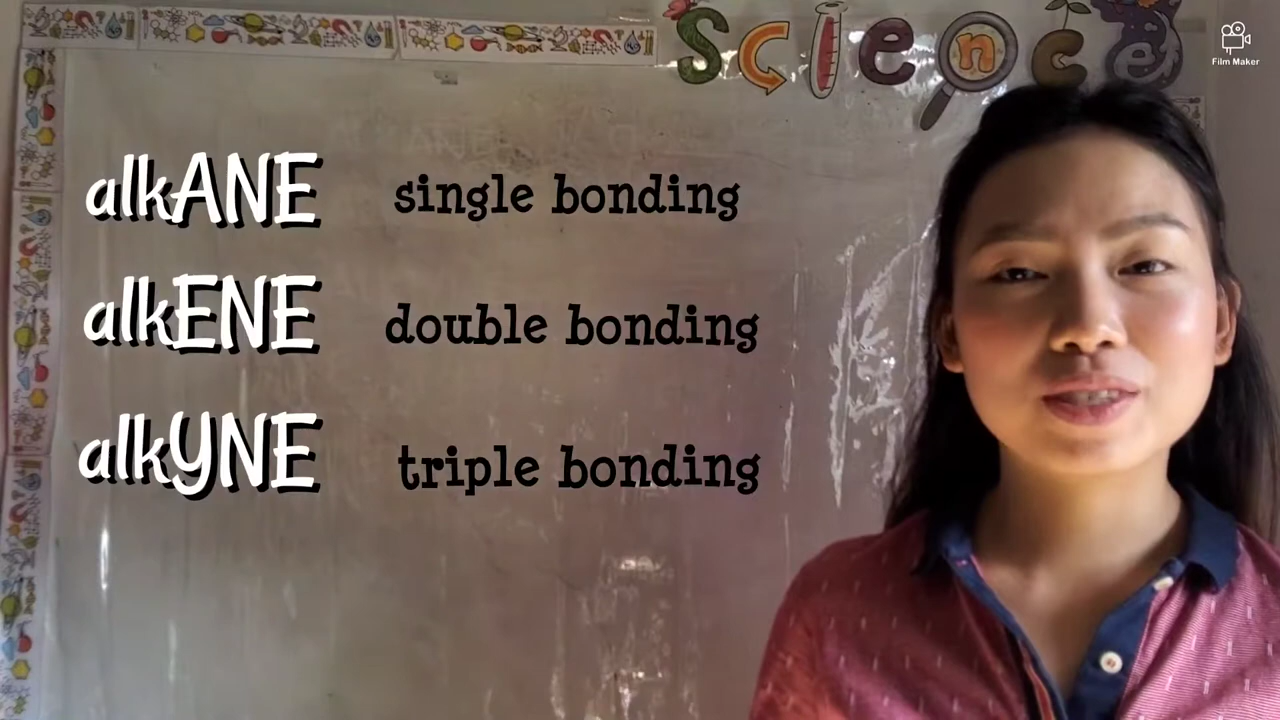 Science
Film Maker
alkANE single bonding
alkENE double bonding
alkYNE triple bonding